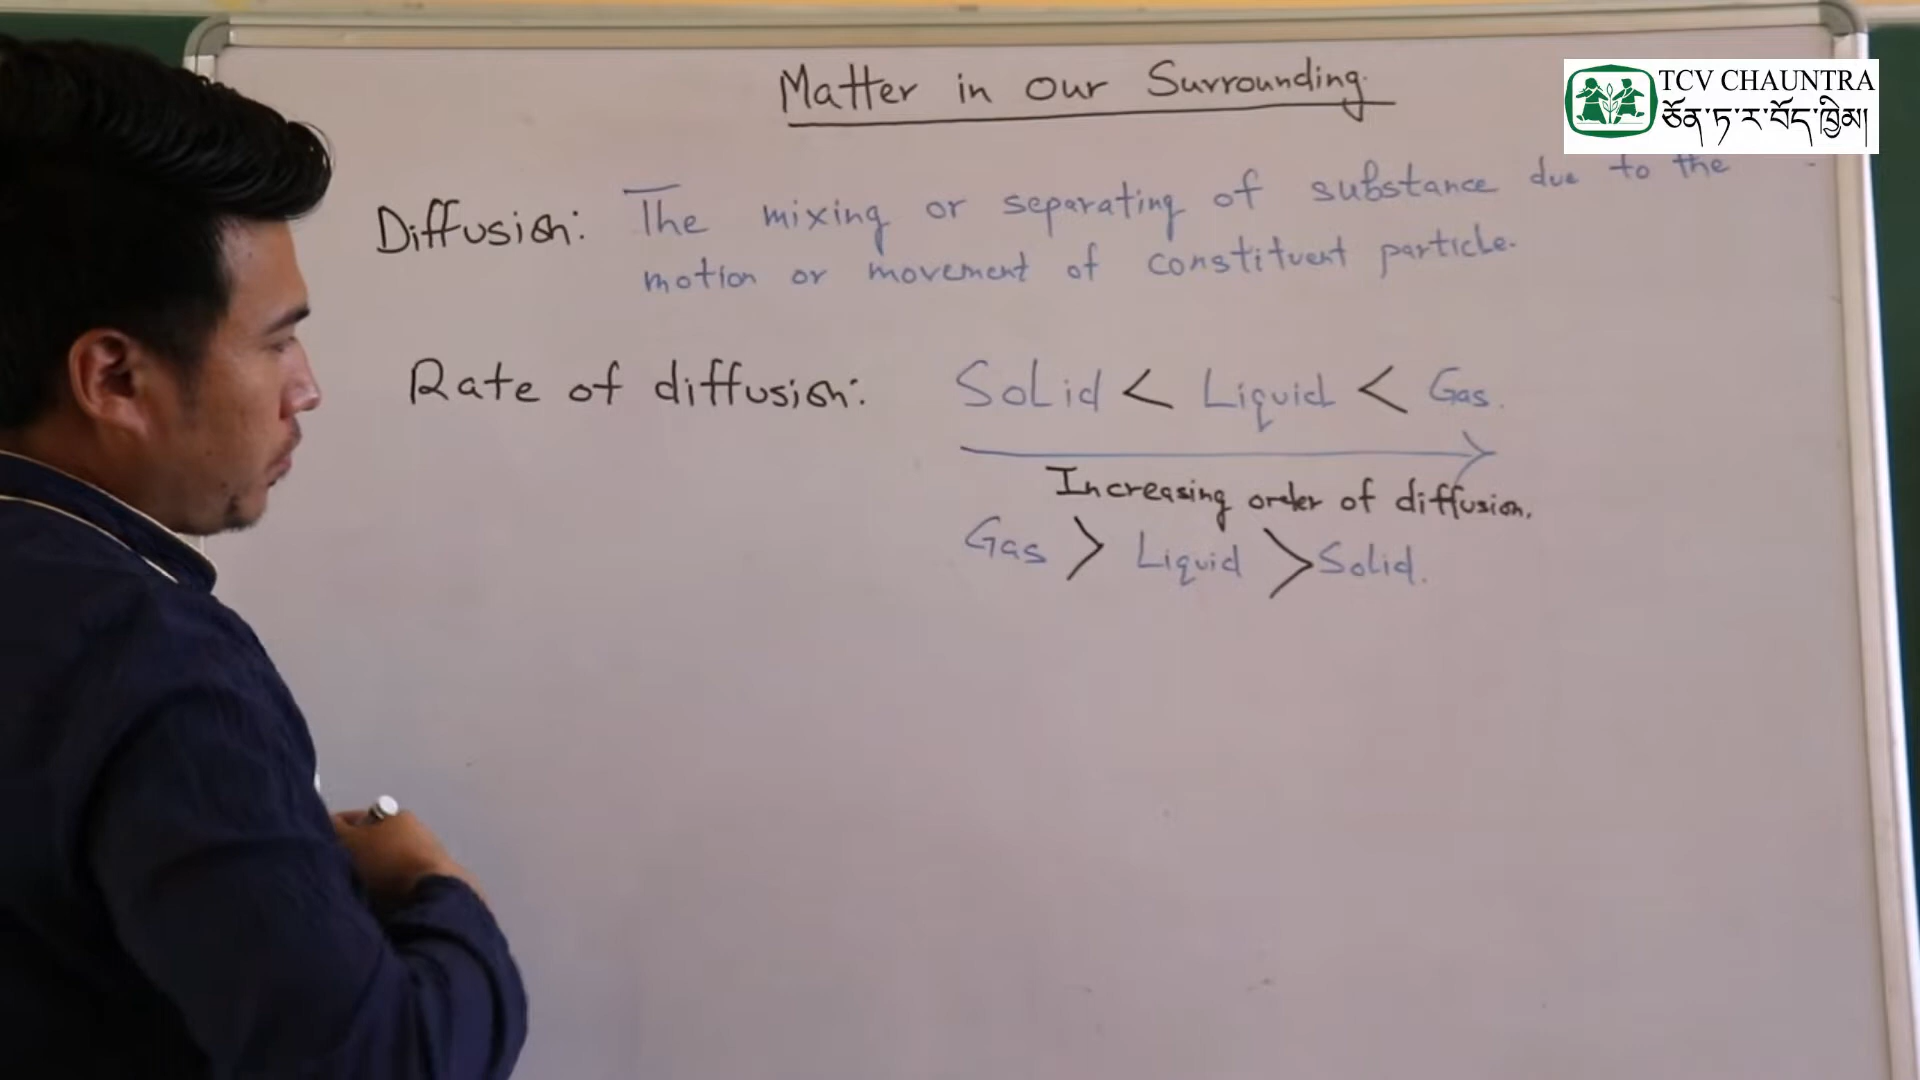 Matter in Our Surrounding.
TCV CHAUNTRA
ཅོན་ཏ་ར་བོད་ཁྱིམ།
Diffusion: The mixing or separating of substance due to the
motion or movement of constituent particle.
Rate of diffusion: Solid < Liquid < Gas.
Increasing order of diffusion.
Gas > Liquid > Solid.